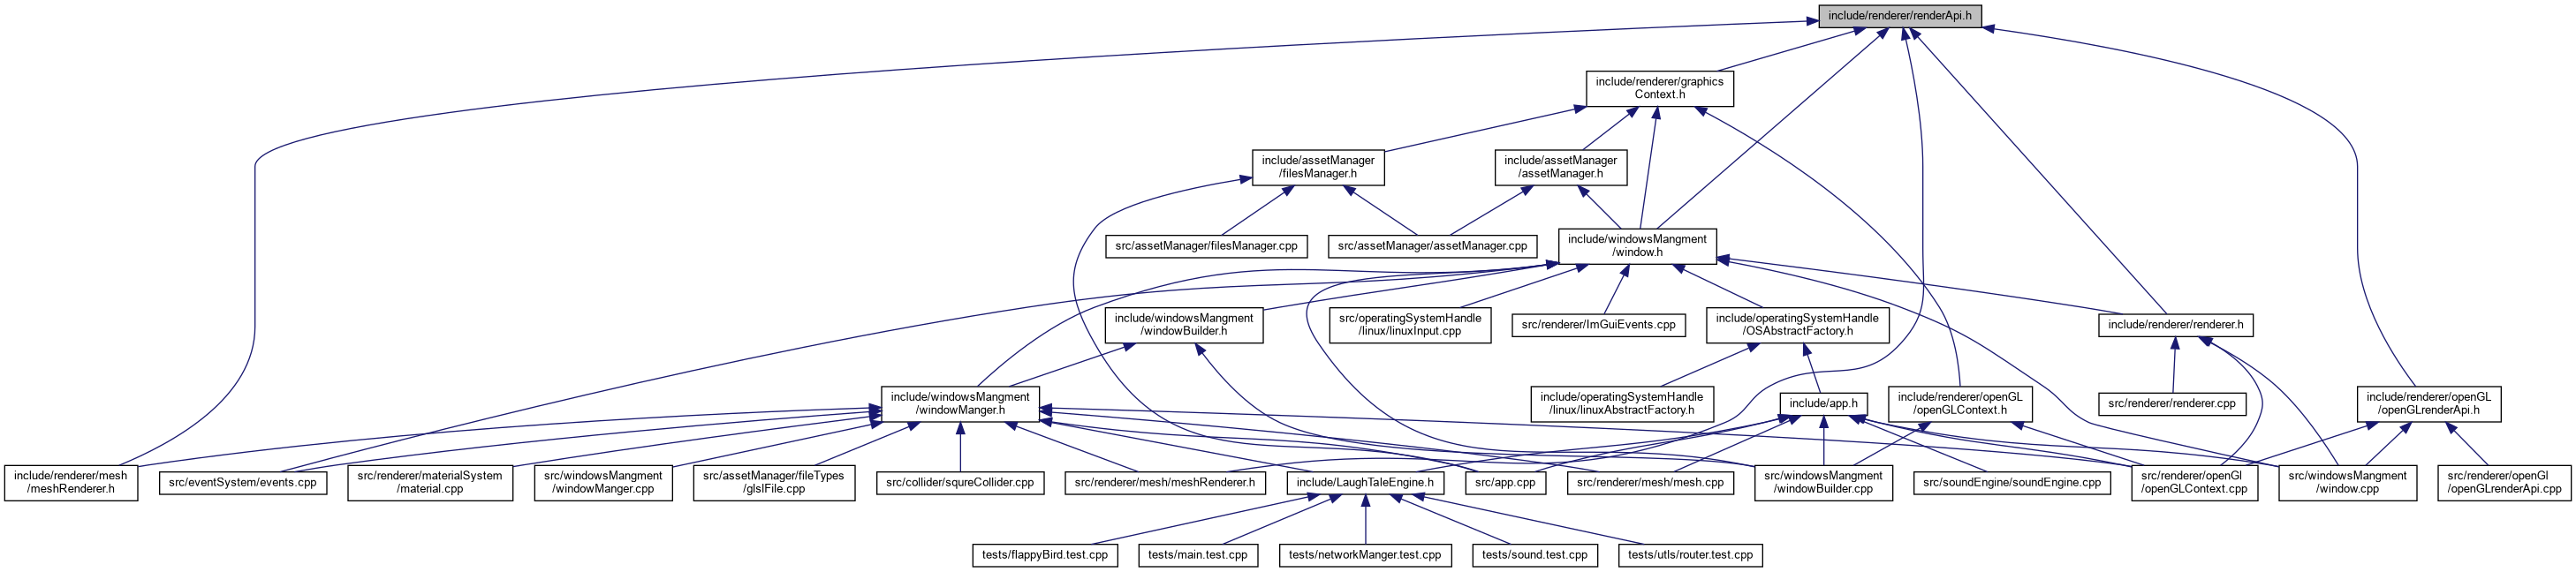 include/renderer/renderApi.h
include/renderer/graphics
Context.h
include/assetManager
/filesManager.h
include/assetManager
/assetManager.h
src/assetManager/filesManager.cpp
src/assetManager/assetManager.cpp
include/windowsMangment
/window.h
include/windowsMangment
/windowBuilder.h
src/operatingSystemHandle
/linux/linuxInput.cpp
src/renderer/ImGuiEvents.cpp
include/operatingSystemHandle
/OSAbstractFactory.h
include/renderer/renderer.h
include/windowsMangment
/windowManger.h
include/operatingSystemHandle
/linux/linuxAbstractFactory.h
include/app.h
include/renderer/openGL
/openGLContext.h
src/renderer/renderer.cpp
include/renderer/openGL
/openGLrenderApi.h
include/renderer/mesh
/meshRenderer.h
src/eventSystem/events.cpp
src/renderer/materialSystem
/material.cpp
src/windowsMangment
/windowManger.cpp
src/assetManager/fileTypes
/glslFile.cpp
src/collider/squreCollider.cpp
src/renderer/mesh/meshRenderer.h
include/LaughTaleEngine.h
src/app.cpp
src/renderer/mesh/mesh.cpp
src/windowsMangment
/windowBuilder.cpp
src/soundEngine/soundEngine.cpp
src/renderer/openGl
/openGLContext.cpp
src/windowsMangment
/window.cpp
src/renderer/openGl
/openGLrenderApi.cpp
tests/flappyBird.test.cpp
tests/main.test.cpp
tests/networkManger.test.cpp
tests/sound.test.cpp
tests/utls/router.test.cpp